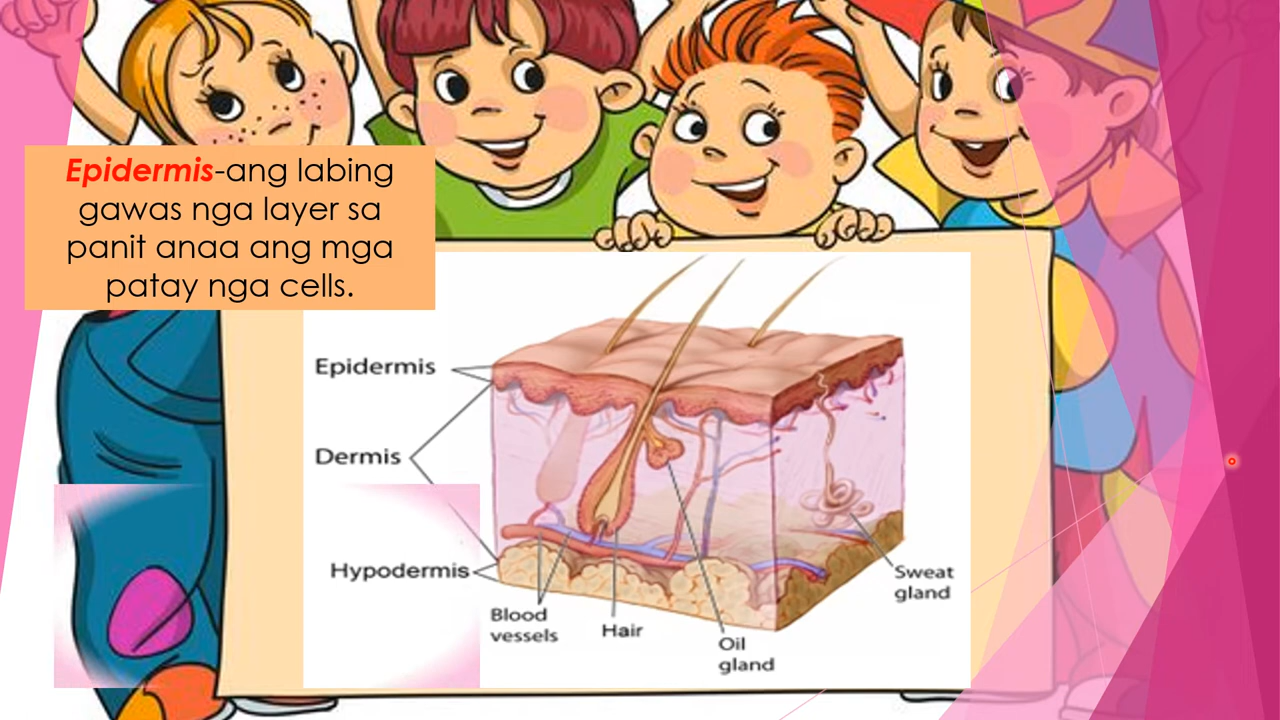 Epidermis-ang labing
gawas nga layer sa
panit anaa ang mga
patay nga cells.
Epidermis
Dermis
Hypodermis
Blood
vessels
Hair
Oil
gland
Sweat
gland